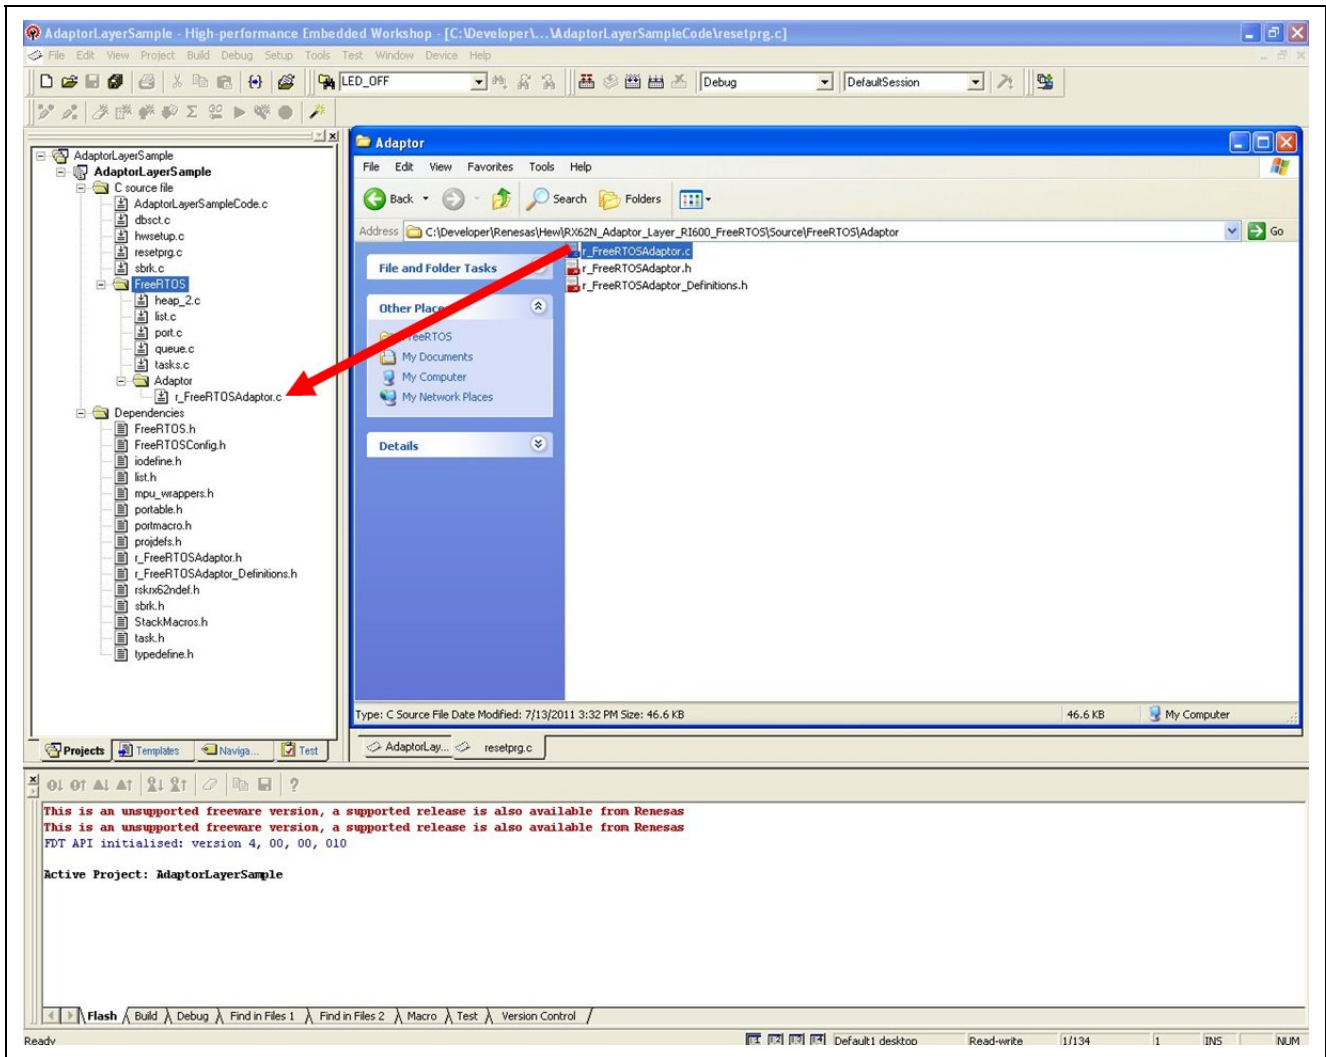 AdaptorLayerSample - High-performance Embedded Workshop - [C:\Developer\...\AdaptorLayerSampleCode\resetprg.c]
File Edit View Project Build Debug Setup Tools Test Window Device Help
LED_OFF Debug DefaultSession
AdaptorLayerSample
AdaptorLayerSample
C source file
AdaptorLayerSampleCode.c
dbsct.c
hwsetup.c
resetprg.c
sbrk.c
FreeRTOS
heap_2.c
list.c
port.c
queue.c
tasks.c
Adaptor
r_FreeRTOSAdaptor.c
Dependencies
FreeRTOS.h
FreeRTOSConfig.h
iodefine.h
list.h
mpu_wrappers.h
portable.h
portmacro.h
projdefs.h
r_FreeRTOSAdaptor.h
r_FreeRTOSAdaptor_Definitions.h
rskrx62ndef.h
sbrk.h
StackMacros.h
task.h
typedefine.h
Projects Templates Naviga... Test
Adaptor
File Edit View Favorites Tools Help
Back Search Folders
Address C:\Developer\Renesas\Hew\RX62N_Adaptor_Layer_RI600_FreeRTOS\Source\FreeRTOS\Adaptor Go
File and Folder Tasks
Other Places
FreeRTOS
My Documents
My Computer
My Network Places
Details
r_FreeRTOSAdaptor.c
r_FreeRTOSAdaptor.h
r_FreeRTOSAdaptor_Definitions.h
Type: C Source File Date Modified: 7/13/2011 3:32 PM Size: 46.6 KB 46.6 KB My Computer
AdaptorLay... resetprg.c
This is an unsupported freeware version, a supported release is also available from Renesas
This is an unsupported freeware version, a supported release is also available from Renesas
FDT API initialised: version 4, 00, 00, 010
Active Project: AdaptorLayerSample
Flash Build Debug Find in Files 1 Find in Files 2 Macro Test Version Control
Ready Default1 desktop Read-write 1/134 1 INS NUM